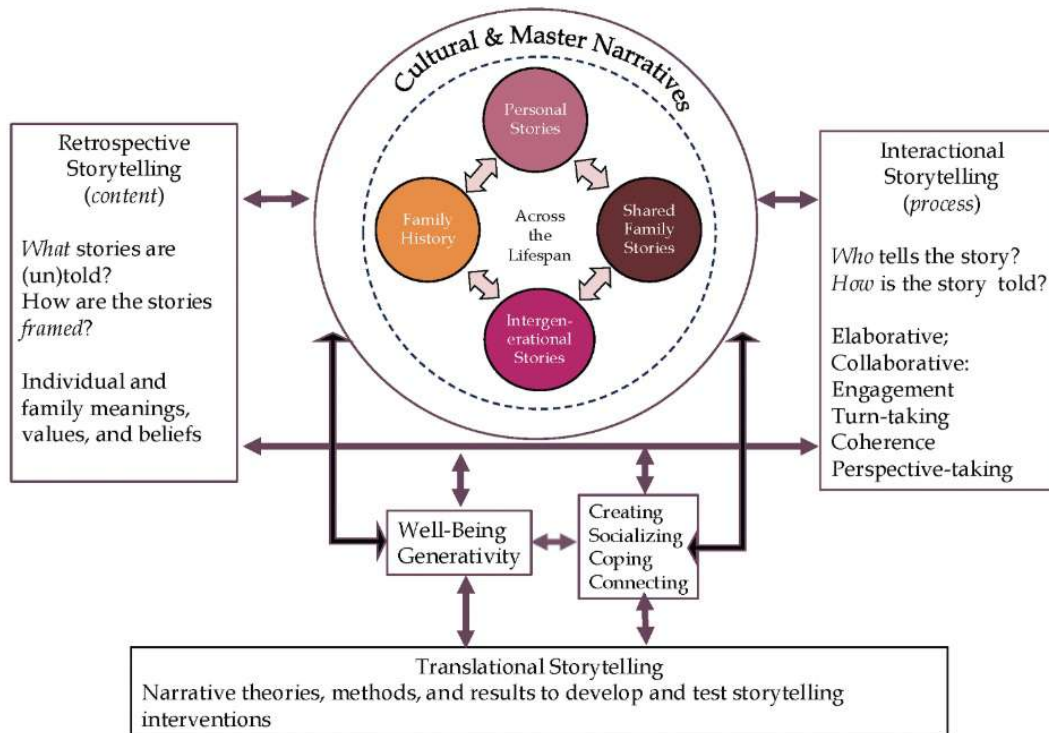 Cultural & Master Narratives
Personal
Stories
Family
History
Across
the
Lifespan
Shared
Family
Stories
Intergen-
erational
Stories
Retrospective
Storytelling
(content)
What stories are
(un)told?
How are the stories
framed?
Individual and
family meanings,
values, and beliefs
Interactional
Storytelling
(process)
Who tells the story?
How is the story told?
Elaborative;
Collaborative:
Engagement
Turn-taking
Coherence
Perspective-taking
Well-Being
Generativity
Creating
Socializing
Coping
Connecting
Translational Storytelling
Narrative theories, methods, and results to develop and test storytelling
interventions